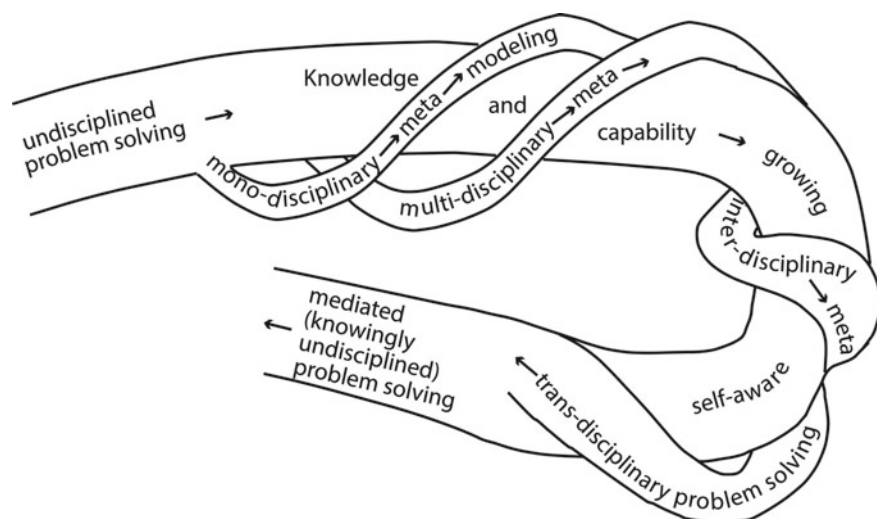 undisciplined
problem solving
Knowledge
and
capability
growing
self-aware
mono-disciplinary → meta → modeling
multi-disciplinary → meta →
inter-disciplinary → meta
trans-disciplinary problem solving
mediated
(knowingly
undisciplined)
problem solving